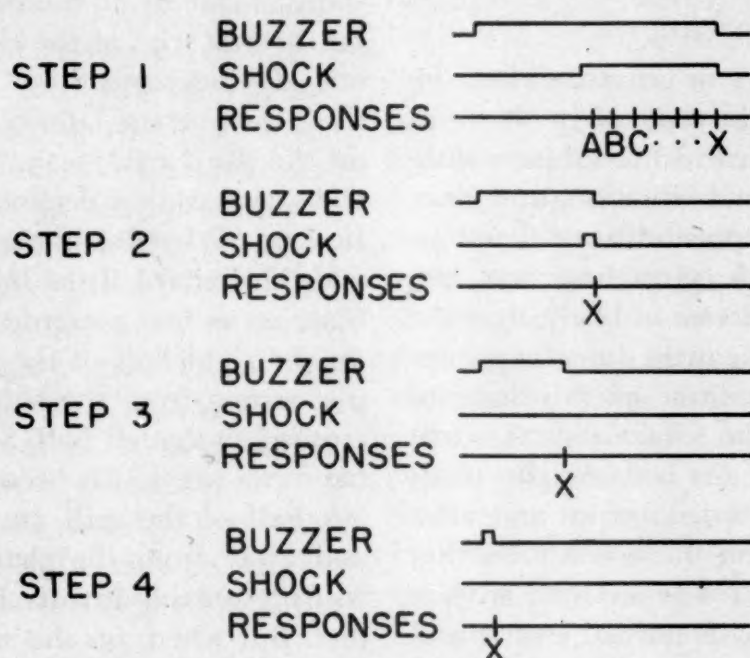 BUZZER
STEP 1 SHOCK
RESPONSES
ABC···X
BUZZER
STEP 2 SHOCK
RESPONSES
X
BUZZER
STEP 3 SHOCK
RESPONSES
X
BUZZER
STEP 4 SHOCK
RESPONSES
X